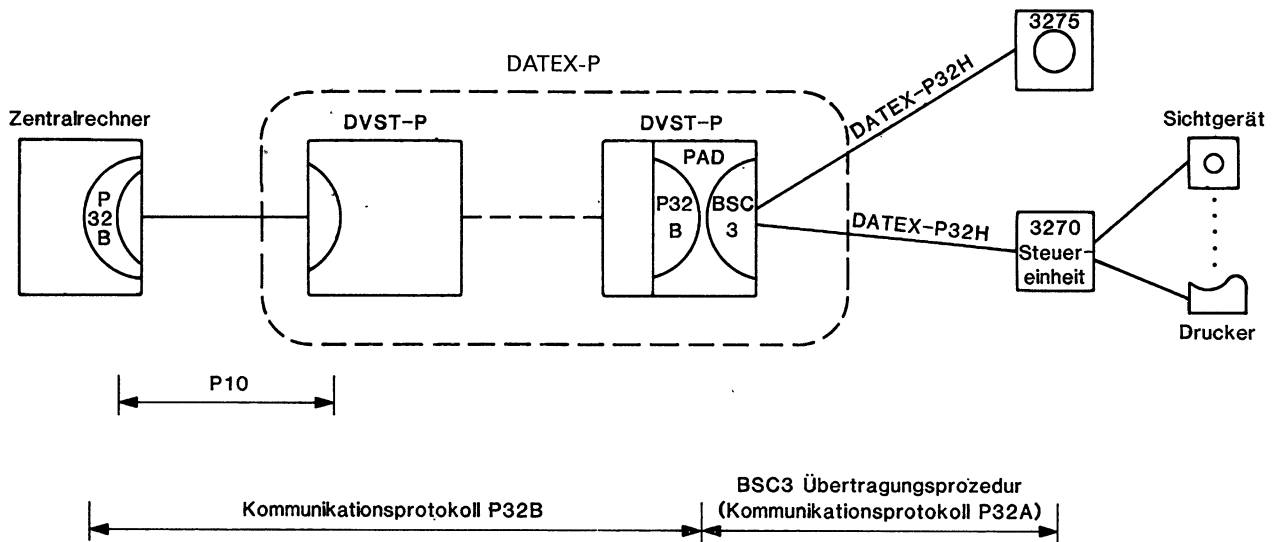 DATEX-P
3275
DATEX-P32H
Zentralrechner
DVST-P
DVST-P
Sichtgerät
PAD
P
32
B
P32
B
BSC
3
DATEX-P32H
3270
Steuer-
einheit
Drucker
P10
Kommunikationsprotokoll P32B
BSC3 Übertragungsprozedur
(Kommunikationsprotokoll P32A)